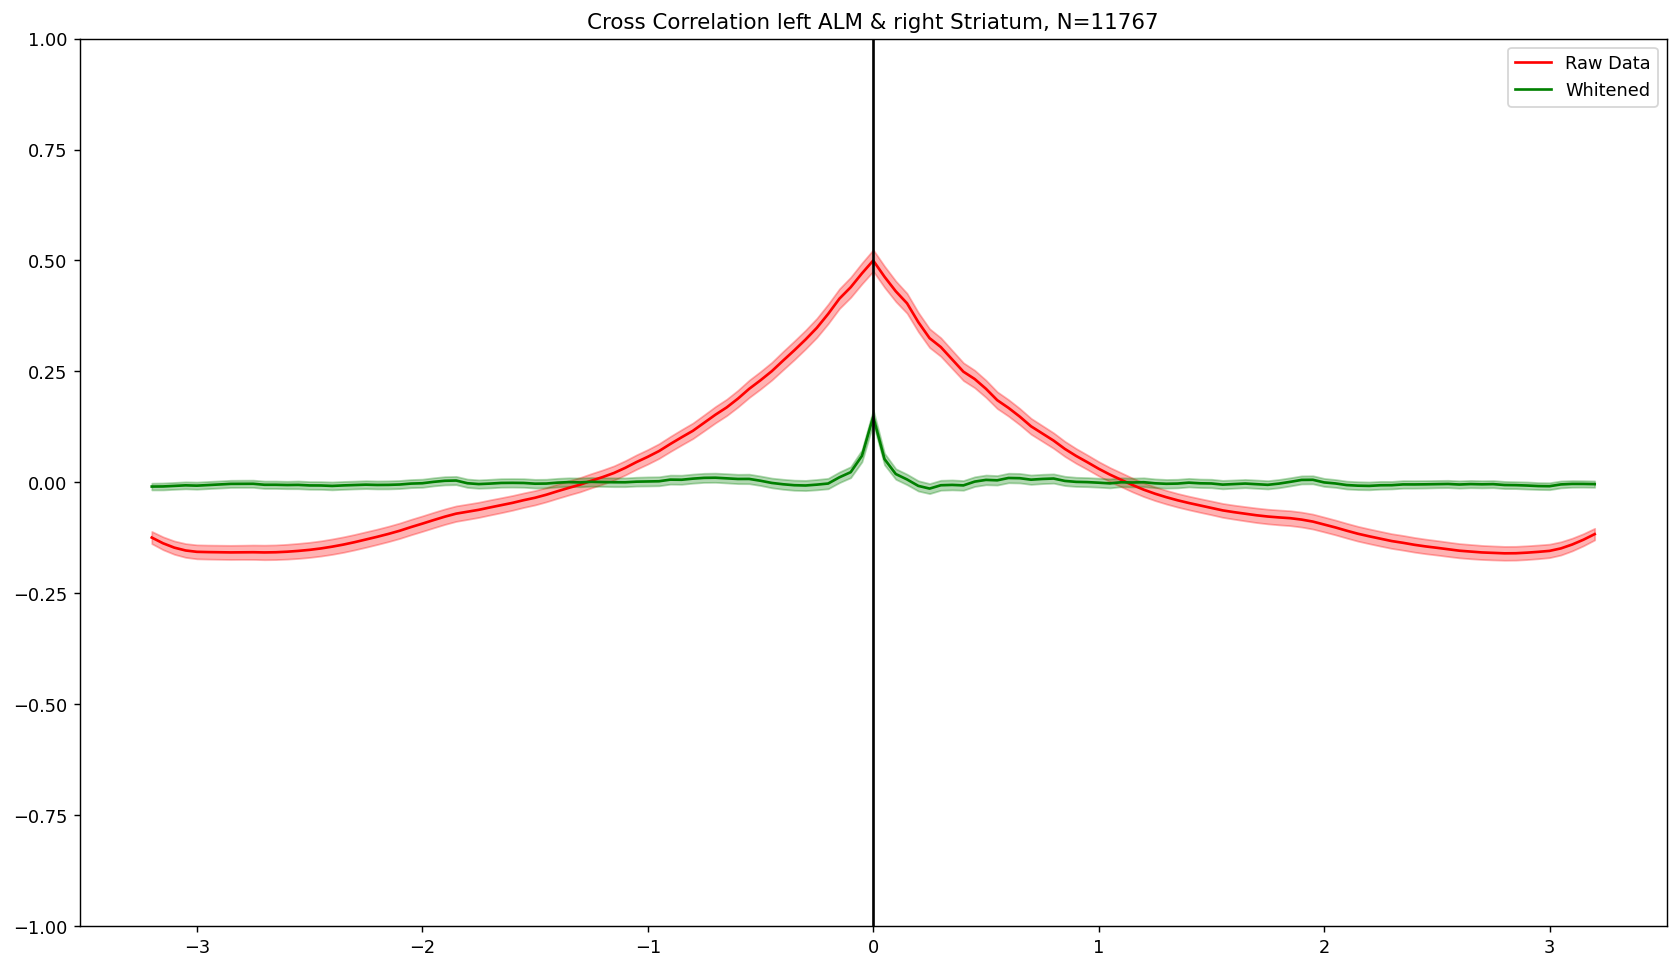 Cross Correlation left ALM & right Striatum, N=11767
1.00
0.75
0.50
0.25
0.00
−0.25
−0.50
−0.75
−1.00
Raw Data
Whitened
−3 −2 −1 0 1 2 3